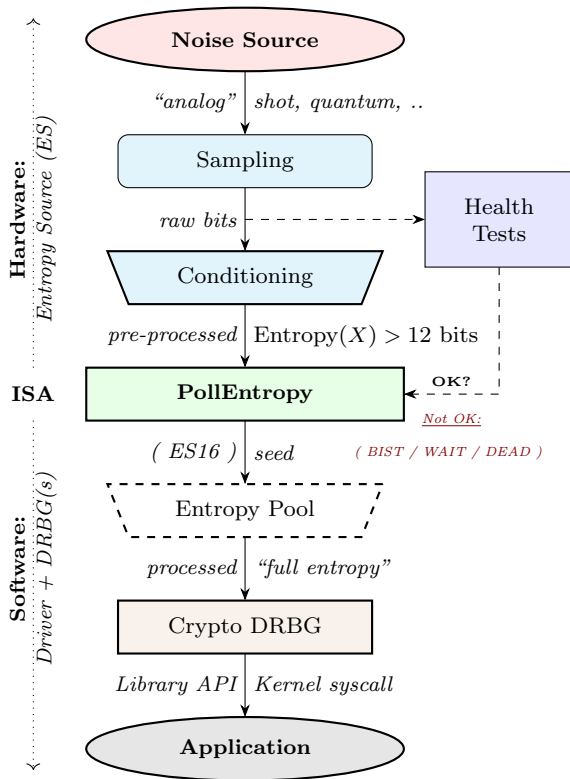 Noise Source
“analog” shot, quantum, ..
Sampling
raw bits
Health
Tests
Conditioning
pre-processed Entropy(X) > 12 bits
PollEntropy
OK?
Not OK:
( BIST / WAIT / DEAD )
( ES16 ) seed
Entropy Pool
processed “full entropy”
Crypto DRBG
Library API Kernel syscall
Application
Hardware:
Entropy Source (ES)
ISA
Software:
Driver + DRBG(s)